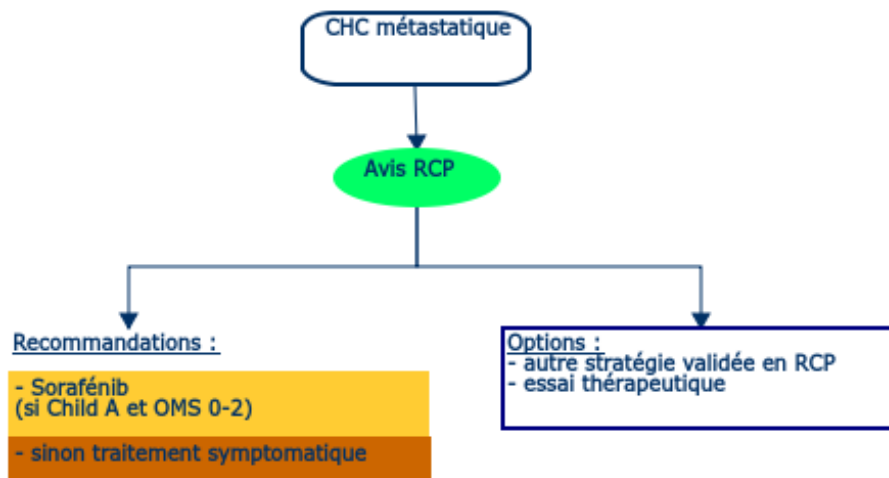 CHC métastatique
Avis RCP
Recommandations :
- Sorafénib
(si Child A et OMS 0-2)
- sinon traitement symptomatique
Options :
- autre stratégie validée en RCP
- essai thérapeutique